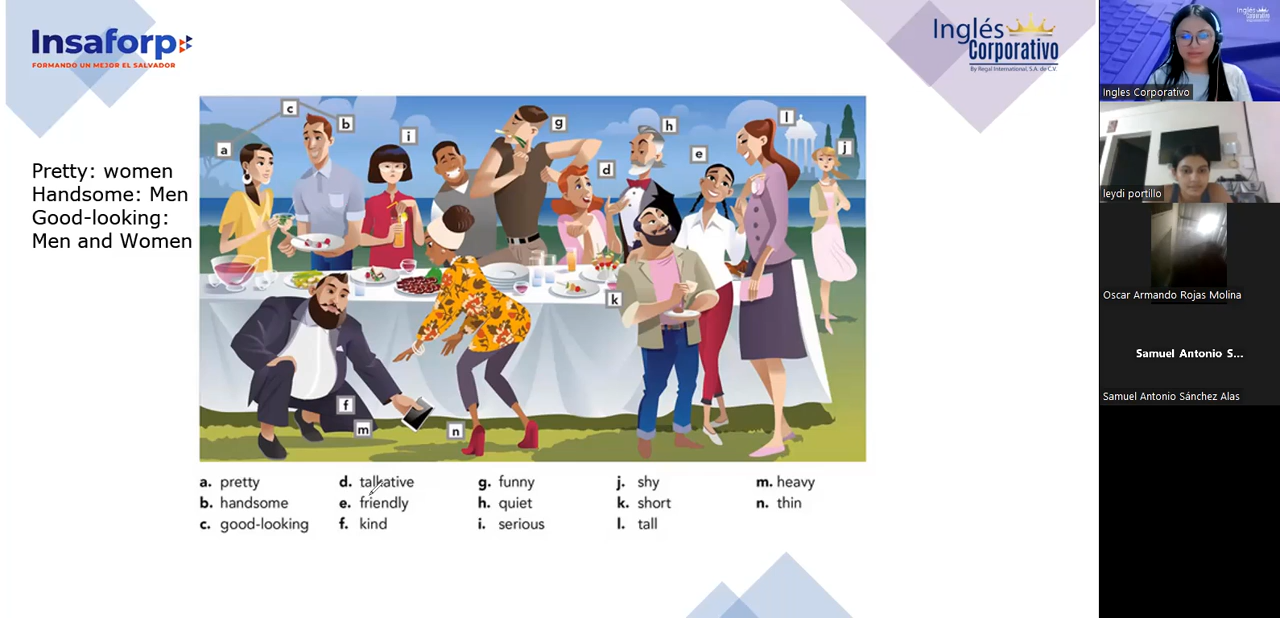 Insaforp
FORMANDO UN MEJOR EL SALVADOR
Inglés
Corporativo
By Regal International, S.A. de C.V.
Pretty: women
Handsome: Men
Good-looking:
Men and Women
c
b
a
i
g
h
l
j
e
d
k
f
m
n
a. pretty
b. handsome
c. good-looking
d. talkative
e. friendly
f. kind
g. funny
h. quiet
i. serious
j. shy
k. short
l. tall
m. heavy
n. thin
Inglés
Corporativo
Ingles Corporativo
leydi portillo
Oscar Armando Rojas Molina
Samuel Antonio S...
Samuel Antonio Sánchez Alas